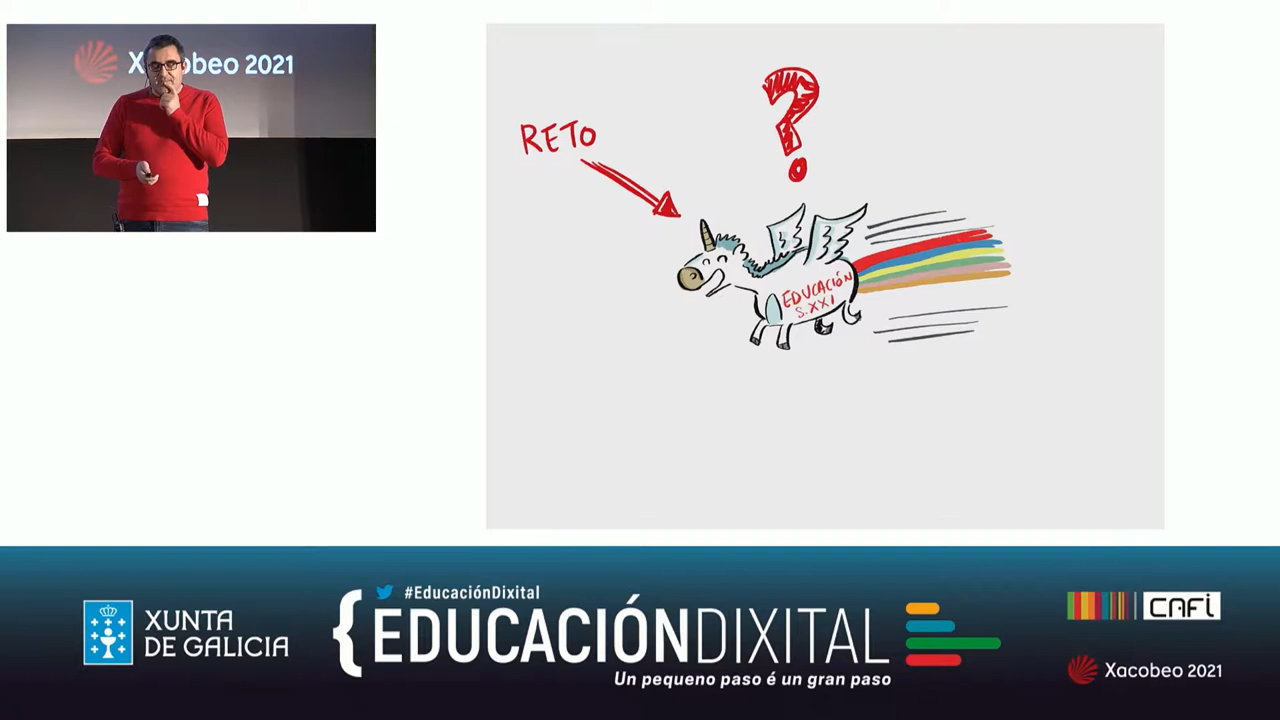 Xacobeo 2021
?
RETO
EDUCACIÓN
S.XXI
#EducaciónDixital
XUNTA
DE GALICIA
{EDUCACIÓNDIXITAL
Un pequeno paso é un gran paso
CAFi
Xacobeo 2021